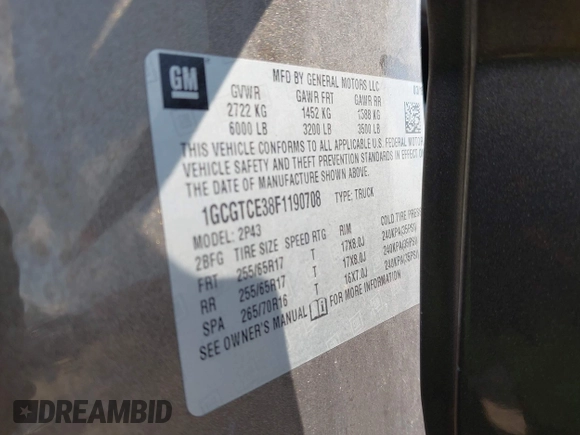 GM
MFD BY GENERAL MOTORS LLC
GVWR GAWR FRT GAWR RR
2722 KG 1452 KG 1588 KG
6000 LB 3200 LB 3500 LB
THIS VEHICLE CONFORMS TO ALL APPLICABLE U.S. FEDERAL MOTOR
VEHICLE SAFETY AND THEFT PREVENTION STANDARDS IN EFFECT
THE DATE OF MANUFACTURE SHOWN ABOVE.
1GCGTCE38F1190708 TYPE: TRUCK
MODEL: 2P43
2BFG TIRE SIZE SPEED RTG RIM COLD TIRE
FRT 255/65R17 T 17X8.0J 240KPA(35PSI)
RR 255/65R17 T 17X8.0J 240KPA(35PSI)
SPA 265/70R16 T 16X7.0J 240KPA(35PSI)
SEE OWNER'S MANUAL FOR MORE INFORMATION
DREAMBID